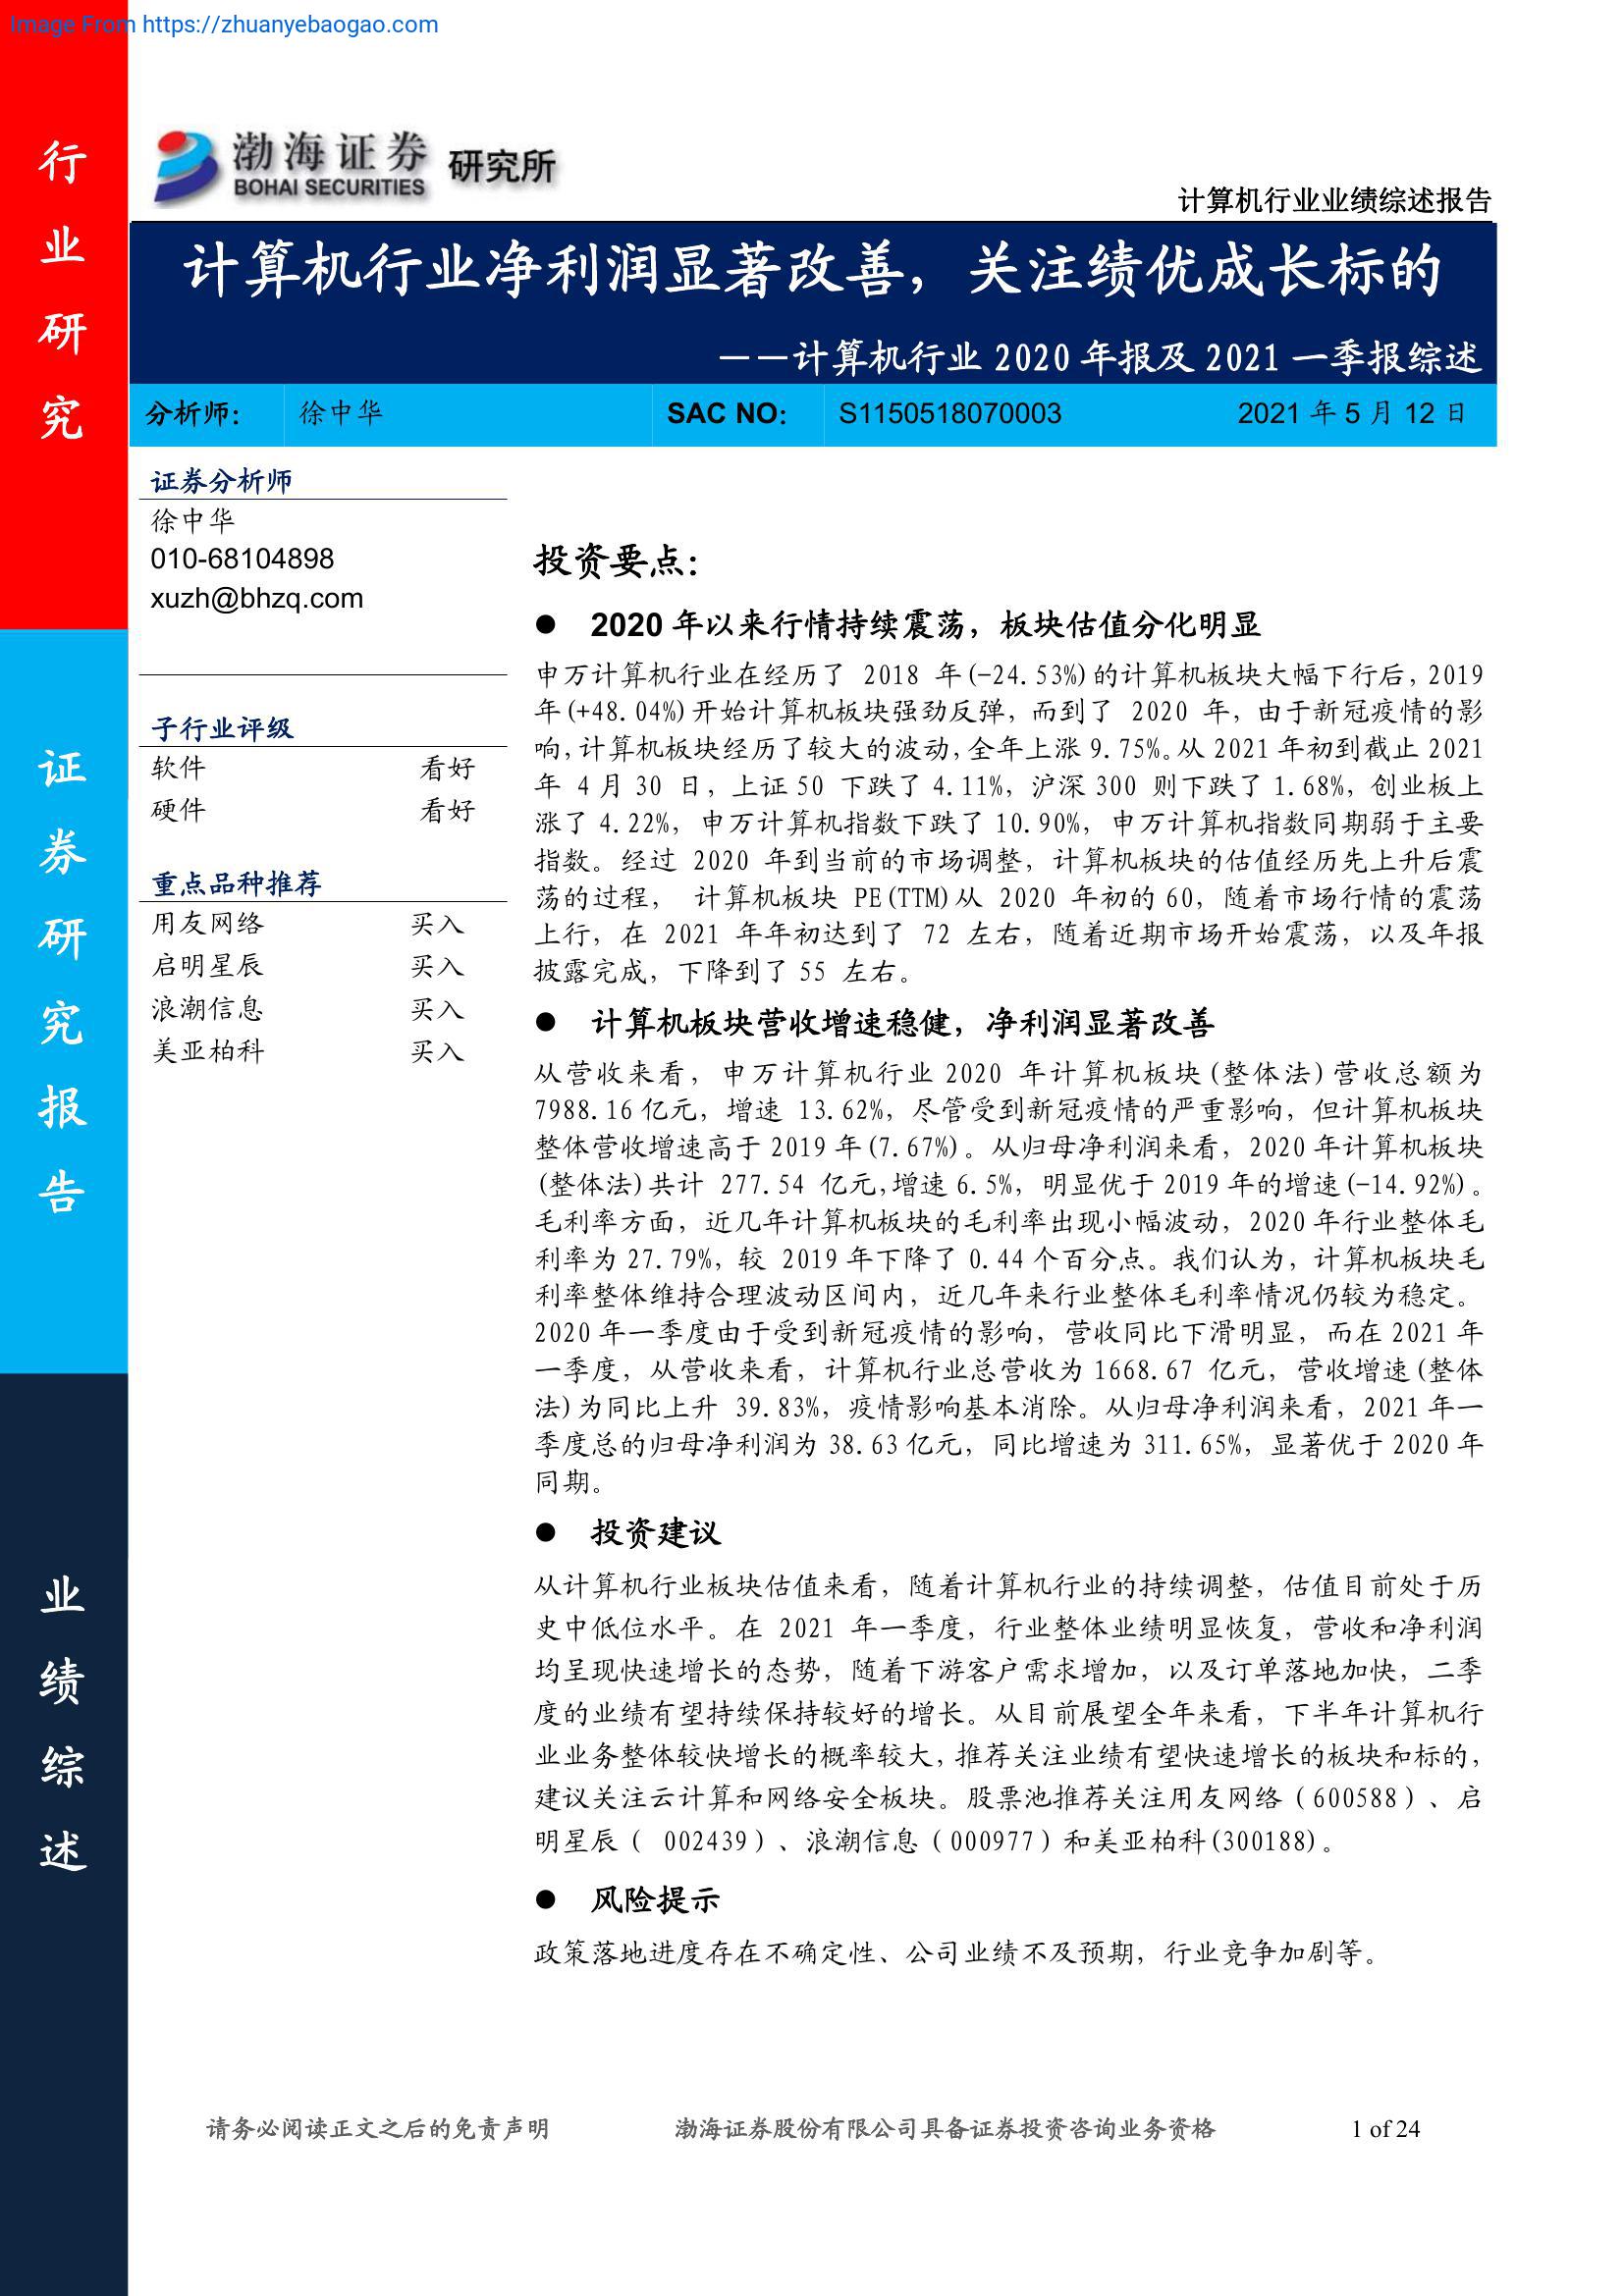 Image From https://zhuanyebaogao.com
行业研究
证券研究报告
业绩综述
渤海证券 研究所
BOHAI SECURITIES
计算机行业业绩综述报告
计算机行业净利润显著改善，关注绩优成长标的
——计算机行业 2020 年报及 2021 一季报综述
分析师： 徐中华 SAC NO： S1150518070003 2021 年 5 月 12 日
证券分析师
徐中华
010-68104898
xuzh@bhzq.com
子行业评级
软件 看好
硬件 看好
重点品种推荐
用友网络 买入
启明星辰 买入
浪潮信息 买入
美亚柏科 买入
投资要点：
● 2020 年以来行情持续震荡，板块估值分化明显
申万计算机行业在经历了 2018 年(-24.53%)的计算机板块大幅下行后，2019
年(+48.04%)开始计算机板块强劲反弹，而到了 2020 年，由于新冠疫情的影
响，计算机板块经历了较大的波动，全年上涨 9.75%。从 2021 年初到截止 2021
年 4 月 30 日，上证 50 下跌了 4.11%，沪深 300 则下跌了 1.68%，创业板上
涨了 4.22%，申万计算机指数下跌了 10.90%，申万计算机指数同期弱于主要
指数。经过 2020 年到当前的市场调整，计算机板块的估值经历先上升后震
荡的过程， 计算机板块 PE(TTM)从 2020 年初的 60，随着市场行情的震荡
上行，在 2021 年年初达到了 72 左右，随着近期市场开始震荡，以及年报
披露完成，下降到了 55 左右。
● 计算机板块营收增速稳健，净利润显著改善
从营收来看，申万计算机行业 2020 年计算机板块(整体法)营收总额为
7988.16 亿元，增速 13.62%，尽管受到新冠疫情的严重影响，但计算机板块
整体营收增速高于 2019 年(7.67%)。从归母净利润来看，2020 年计算机板块
(整体法)共计 277.54 亿元,增速 6.5%，明显优于 2019 年的增速(-14.92%)。
毛利率方面，近几年计算机板块的毛利率出现小幅波动，2020 年行业整体毛
利率为 27.79%，较 2019 年下降了 0.44 个百分点。我们认为，计算机板块毛
利率整体维持合理波动区间内，近几年来行业整体毛利率情况仍较为稳定。
2020 年一季度由于受到新冠疫情的影响，营收同比下滑明显，而在 2021 年
一季度，从营收来看，计算机行业总营收为 1668.67 亿元，营收增速(整体
法)为同比上升 39.83%，疫情影响基本消除。从归母净利润来看，2021 年一
季度总的归母净利润为 38.63 亿元，同比增速为 311.65%，显著优于 2020 年
同期。
● 投资建议
从计算机行业板块估值来看，随着计算机行业的持续调整，估值目前处于历
史中低位水平。在 2021 年一季度，行业整体业绩明显恢复，营收和净利润
均呈现快速增长的态势，随着下游客户需求增加，以及订单落地加快，二季
度的业绩有望持续保持较好的增长。从目前展望全年来看，下半年计算机行
业业务整体较快增长的概率较大，推荐关注业绩有望快速增长的板块和标的，
建议关注云计算和网络安全板块。股票池推荐关注用友网络（600588）、启
明星辰（ 002439）、浪潮信息（000977）和美亚柏科(300188)。
● 风险提示
政策落地进度存在不确定性、公司业绩不及预期，行业竞争加剧等。
请务必阅读正文之后的免责声明 渤海证券股份有限公司具备证券投资咨询业务资格 1 of 24